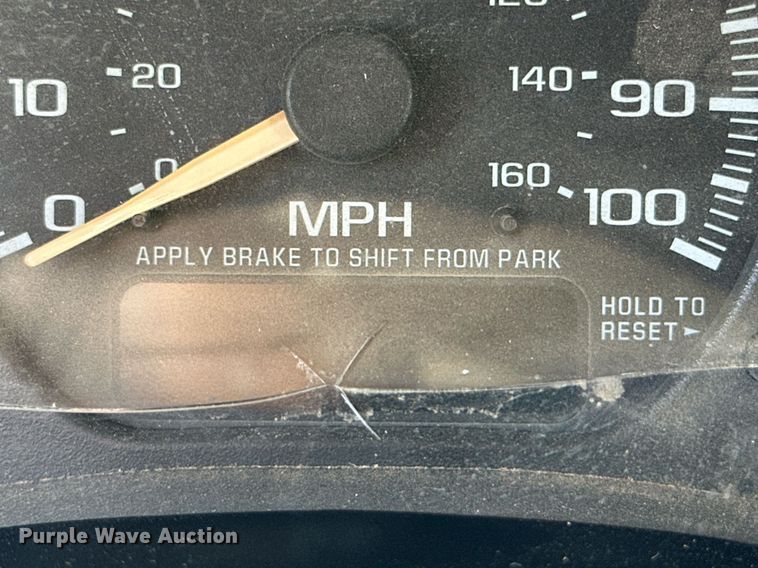 120
10
20
140
90
0
0
160
100
MPH
APPLY BRAKE TO SHIFT FROM PARK
HOLD TO
RESET
Purple Wave Auction